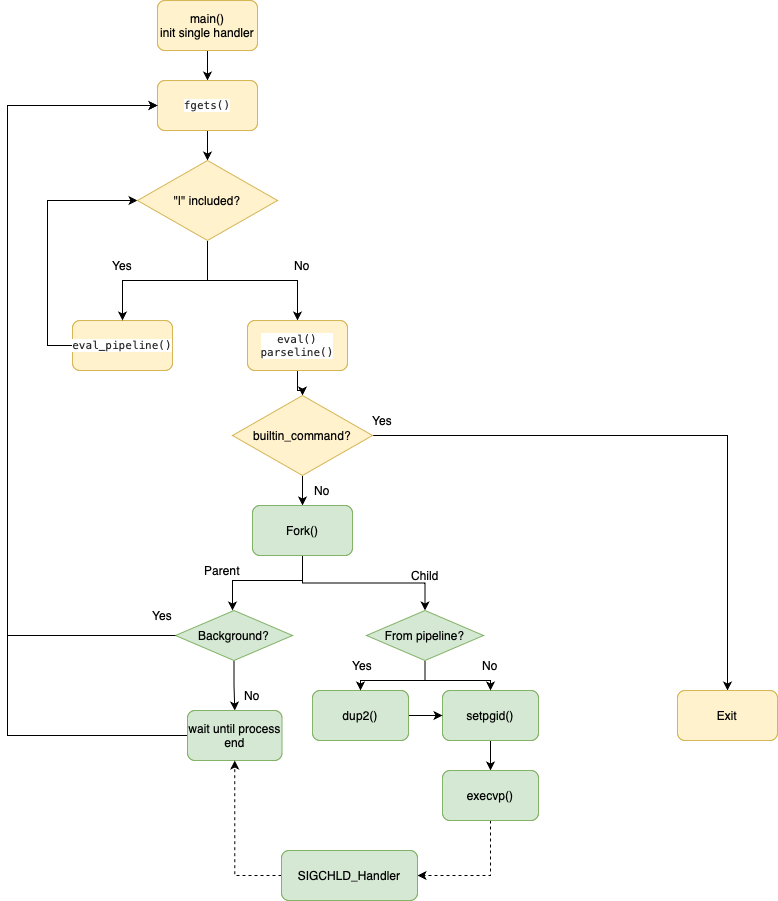 main()
init single handler
fgets()
"l" included?
Yes
No
eval_pipeline()
eval()
parseline()
builtin_command?
Yes
No
Fork()
Parent
Child
Background?
From pipeline?
Yes
Yes
No
No
dup2()
setpgid()
Exit
wait until process
end
execvp()
SIGCHLD_Handler